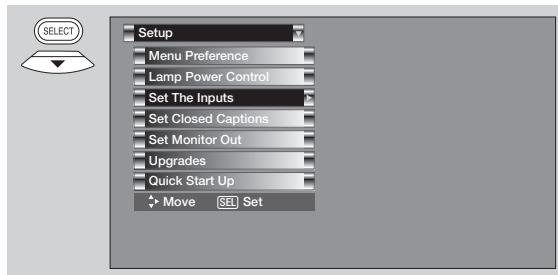 SELECT
Setup
Menu Preference
Lamp Power Control
Set The Inputs
Set Closed Captions
Set Monitor Out
Upgrades
Quick Start Up
Move SEL Set